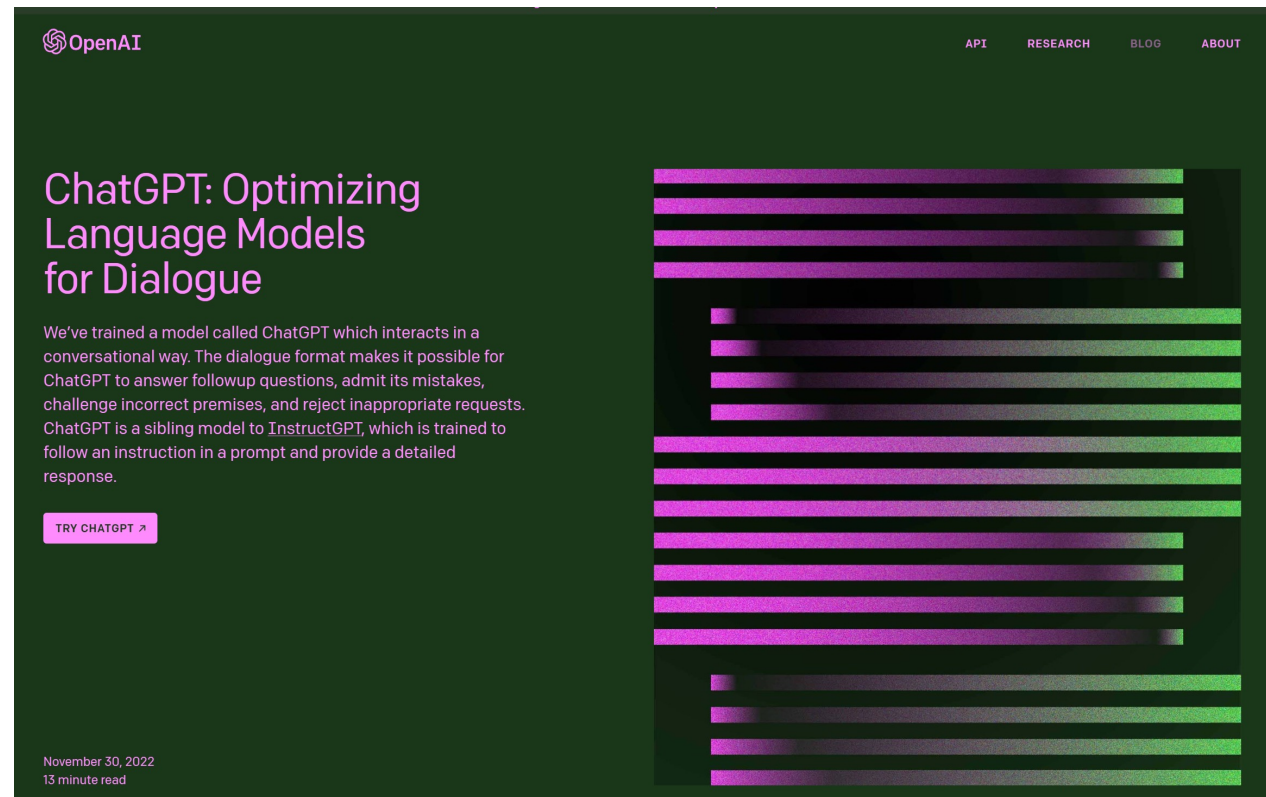 OpenAI
API RESEARCH BLOG ABOUT
ChatGPT: Optimizing
Language Models
for Dialogue
We’ve trained a model called ChatGPT which interacts in a
conversational way. The dialogue format makes it possible for
ChatGPT to answer followup questions, admit its mistakes,
challenge incorrect premises, and reject inappropriate requests.
ChatGPT is a sibling model to InstructGPT, which is trained to
follow an instruction in a prompt and provide a detailed
response.
TRY CHATGPT ↗
November 30, 2022
13 minute read